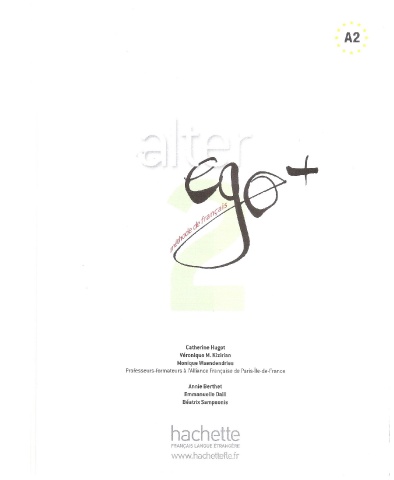 A2
alter
ego+
méthode de français
2
Catherine Hugot
Véronique M. Kizirian
Monique Waendendries
Professeurs-formateurs à l'Alliance Française de Paris-Île-de-France
Annie Berthet
Emmanuelle Daill
Béatrix Sampsonis
hachette
FRANÇAIS LANGUE ÉTRANGÈRE
www.hachettefle.fr